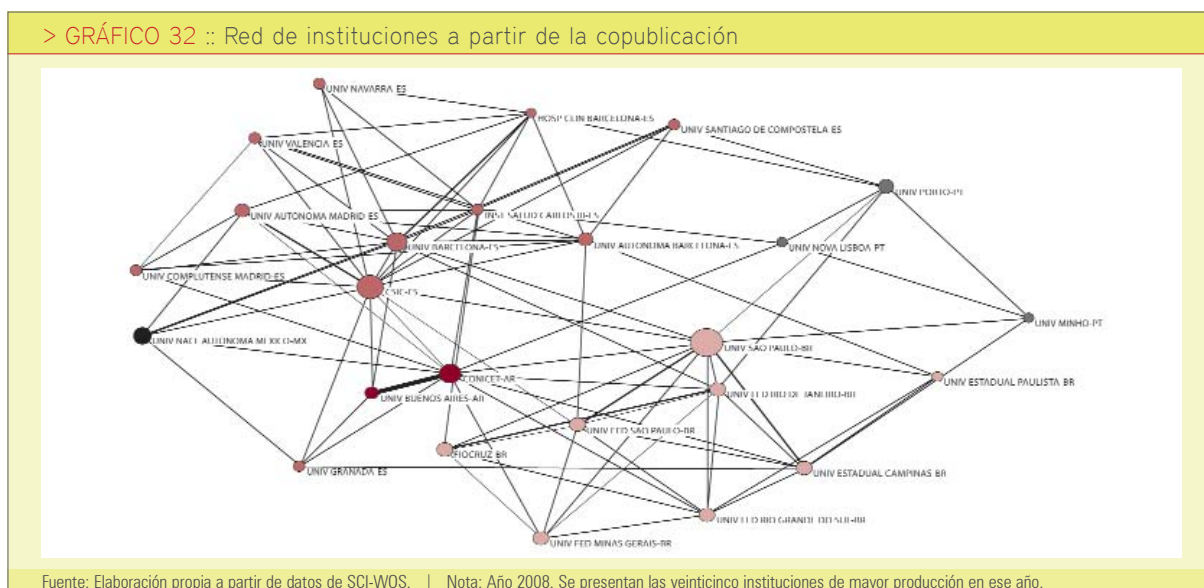 > GRÁFICO 32 :: Red de instituciones a partir de la copublicación
UNIV NAVARRA-ES
HOSP CLIN BARCELONA-ES
UNIV SANTIAGO DE COMPOSTELA-ES
UNIV VALENCIA-ES
UNIV PORTO-PT
UNIV AUTONOMA MADRID-ES
INST SALUD CARLOS III-ES
UNIV BARCELONA-ES
UNIV AUTONOMA BARCELONA-ES
UNIV NOVA LISBOA-PT
UNIV COMPLUTENSE MADRID-ES
CSIC-ES
UNIV MINHO-PT
UNIV NACL AUTONOMA MEXICO-MX
UNIV SAO PAULO-BR
CONICET-AR
UNIV ESTADUAL PAULISTA-BR
UNIV BUENOS AIRES-AR
UNIV FED RIO DE JANEIRO-BR
UNIV FED SAO PAULO-BR
FIOCRUZ-BR
UNIV GRANADA-ES
UNIV ESTADUAL CAMPINAS-BR
UNIV FED RIO GRANDE DO SUL-BR
UNIV FED MINAS GERAIS-BR
Fuente: Elaboración propia a partir de datos de SCI-WOS. | Nota: Año 2008. Se presentan las veinticinco instituciones de mayor producción en ese año.